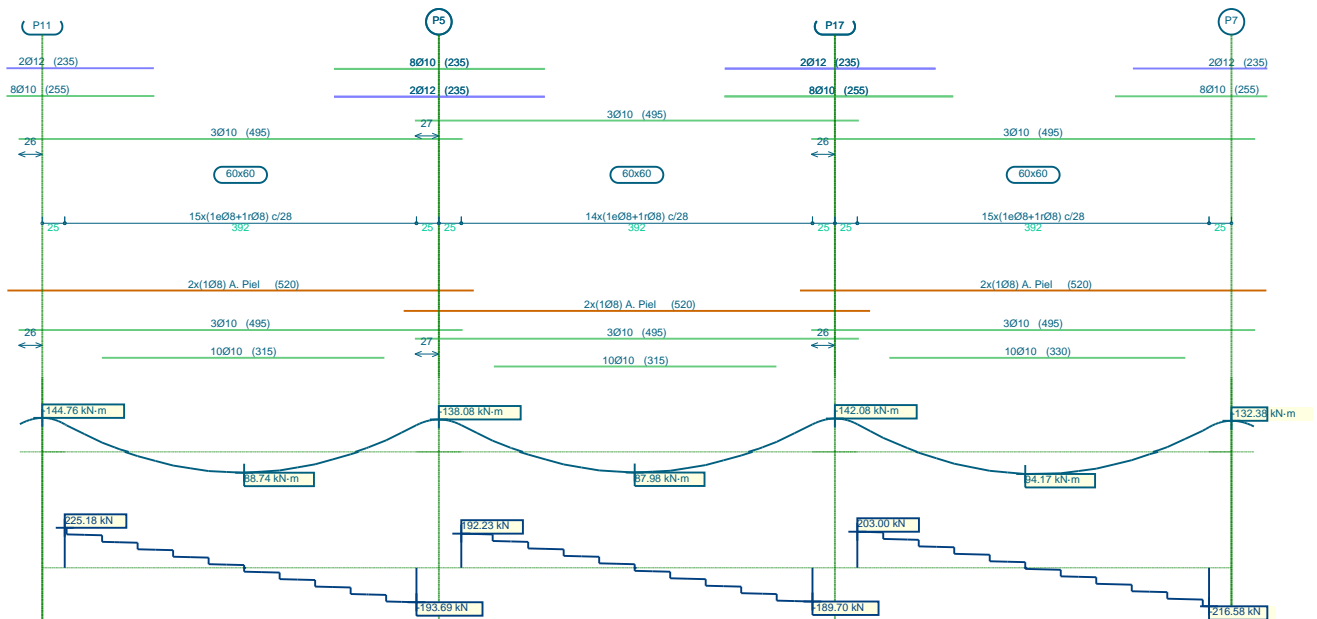 P11 P5 P17 P7
2Ø12 (235) 8Ø10 (235) 2Ø12 (235) 2Ø12 (235)
8Ø10 (255) 2Ø12 (235) 8Ø10 (255) 8Ø10 (255)
3Ø10 (495)
27
3Ø10 (495) 3Ø10 (495)
26 26
60x60 60x60 60x60
15x(1eØ8+1rØ8) c/28 14x(1eØ8+1rØ8) c/28 15x(1eØ8+1rØ8) c/28
25 392 25 25 392 25 25 392 25
2x(1Ø8) A. Piel (520) 2x(1Ø8) A. Piel (520)
2x(1Ø8) A. Piel (520)
3Ø10 (495) 3Ø10 (495)
26 3Ø10 (495) 26
27
10Ø10 (315) 10Ø10 (330)
10Ø10 (315)
-144.76 kN·m -138.08 kN·m -142.08 kN·m -132.38 kN·m
88.74 kN·m 87.98 kN·m 94.17 kN·m
225.18 kN 192.23 kN 203.00 kN
-193.69 kN -189.70 kN -216.58 kN